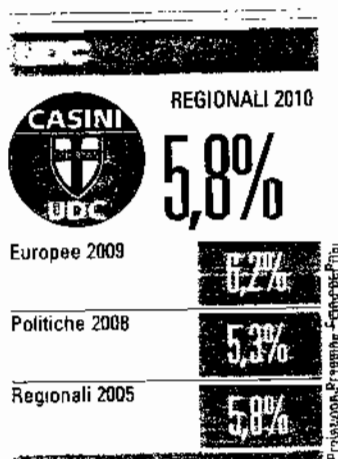 UDC
REGIONALI 2010
CASINI
UDC
5,8%
Europee 2009
6,2%
Politiche 2008
5,3%
Regionali 2005
5,8%